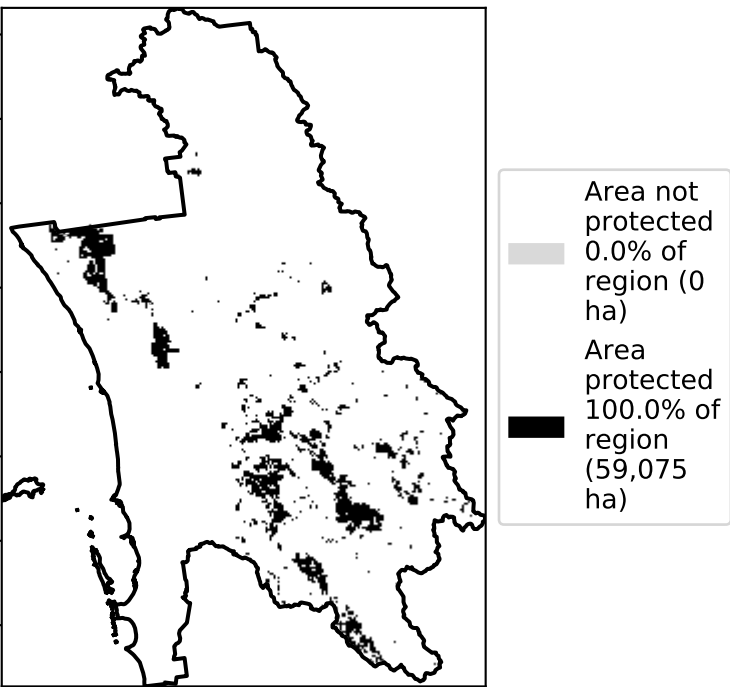 Area not
protected
0.0% of
region (0
ha)
Area
protected
100.0% of
region
(59,075
ha)